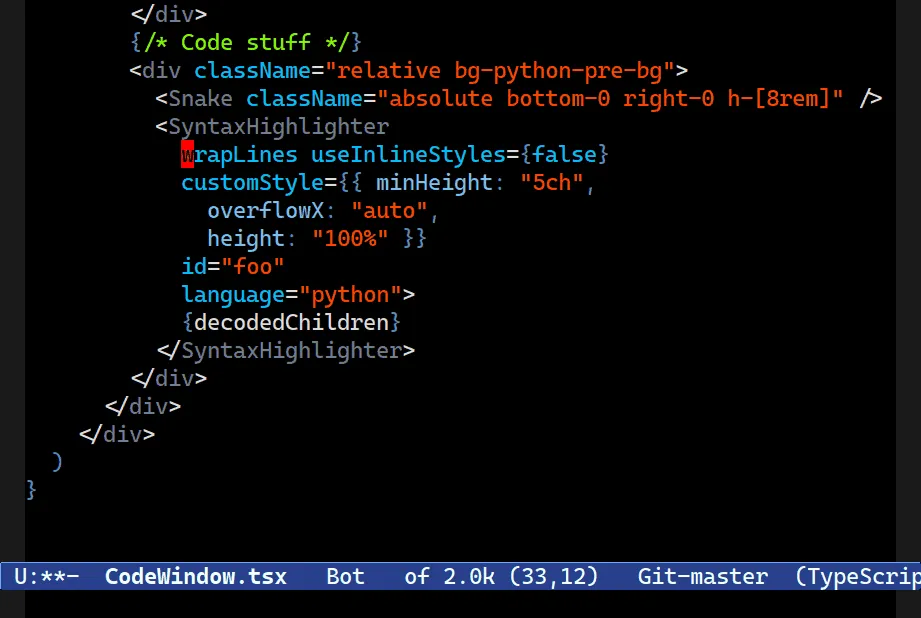 </div>
{/* Code stuff */}
<div className="relative bg-python-pre-bg">
<Snake className="absolute bottom-0 right-0 h-[8rem]" />
<SyntaxHighlighter
wrapLines useInlineStyles={false}
customStyle={{ minHeight: "5ch",
overflowX: "auto",
height: "100%" }}
id="foo"
language="python">
{decodedChildren}
</SyntaxHighlighter>
</div>
</div>
</div>
)
}
U:**- CodeWindow.tsx Bot of 2.0k (33,12) Git-master (TypeScrip